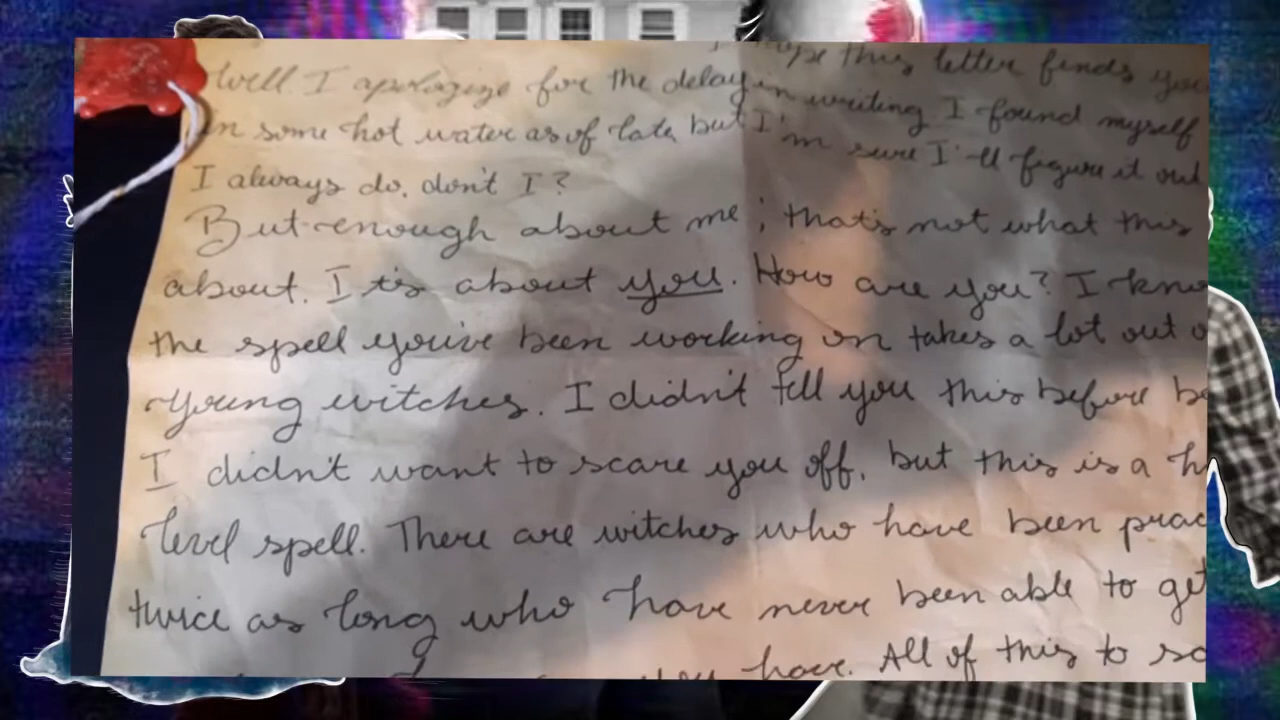 this letter finds you
well. I apologize for the delay in writing I found myself
in some hot water as of late but I'm sure I'll figure it out
I always do, don't I?
But enough about me; that's not what this
about. It is about you. How are you? I
the spell you've been working on takes a lot out
young witches. I didn't tell you this before
I didn't want to scare you off, but this is a
level spell. There are witches who have been
twice as long who have never been able to get
you have. All of this to